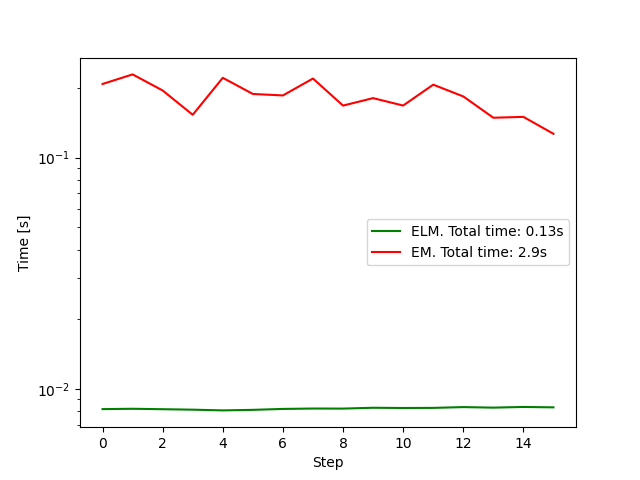 10⁻¹
10⁻²
Time [s]
ELM. Total time: 0.13s
EM. Total time: 2.9s
0 2 4 6 8 10 12 14
Step